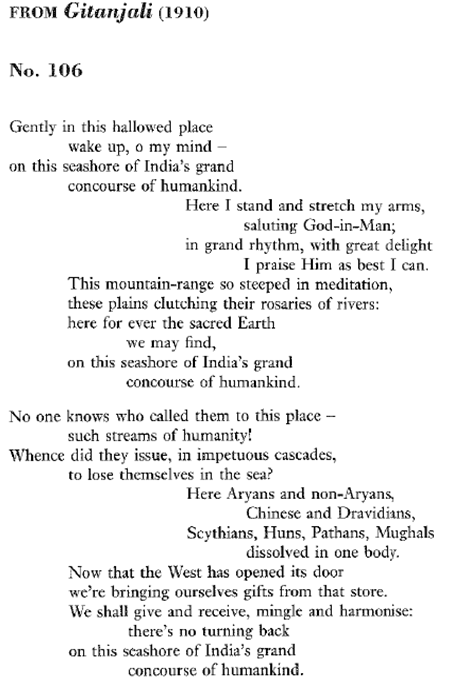 FROM Gitanjali (1910)
No. 106
Gently in this hallowed place
wake up, o my mind –
on this seashore of India's grand
concourse of humankind.
Here I stand and stretch my arms,
saluting God-in-Man;
in grand rhythm, with great delight
I praise Him as best I can.
This mountain-range so steeped in meditation,
these plains clutching their rosaries of rivers:
here for ever the sacred Earth
we may find,
on this seashore of India's grand
concourse of humankind.
No one knows who called them to this place –
such streams of humanity!
Whence did they issue, in impetuous cascades,
to lose themselves in the sea?
Here Aryans and non-Aryans,
Chinese and Dravidians,
Scythians, Huns, Pathans, Mughals
dissolved in one body.
Now that the West has opened its door
we're bringing ourselves gifts from that store.
We shall give and receive, mingle and harmonise:
there's no turning back
on this seashore of India's grand
concourse of humankind.